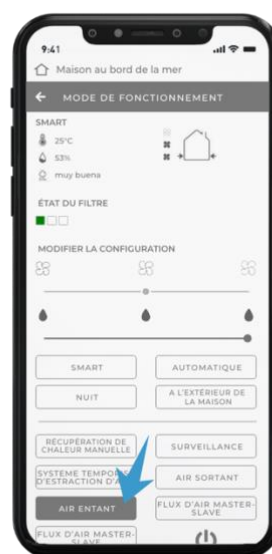 9:41
Maison au bord de la mer
MODE DE FONCTIONNEMENT
SMART
25°C
53%
muy buena
ÉTAT DU FILTRE
MODIFIER LA CONFIGURATION
SMART
AUTOMATIQUE
NUIT
A L'EXTÉRIEUR DE
LA MAISON
RÉCUPÉRATION DE
CHALEUR MANUELLE
SURVEILLANCE
SYSTEME TEMPOR
D'ESTRACTION D'A
AIR SORTANT
AIR ENTANT
FLUX D'AIR MASTER-
SLAVE
FLUX D'AIR MASTER-
SLAVE